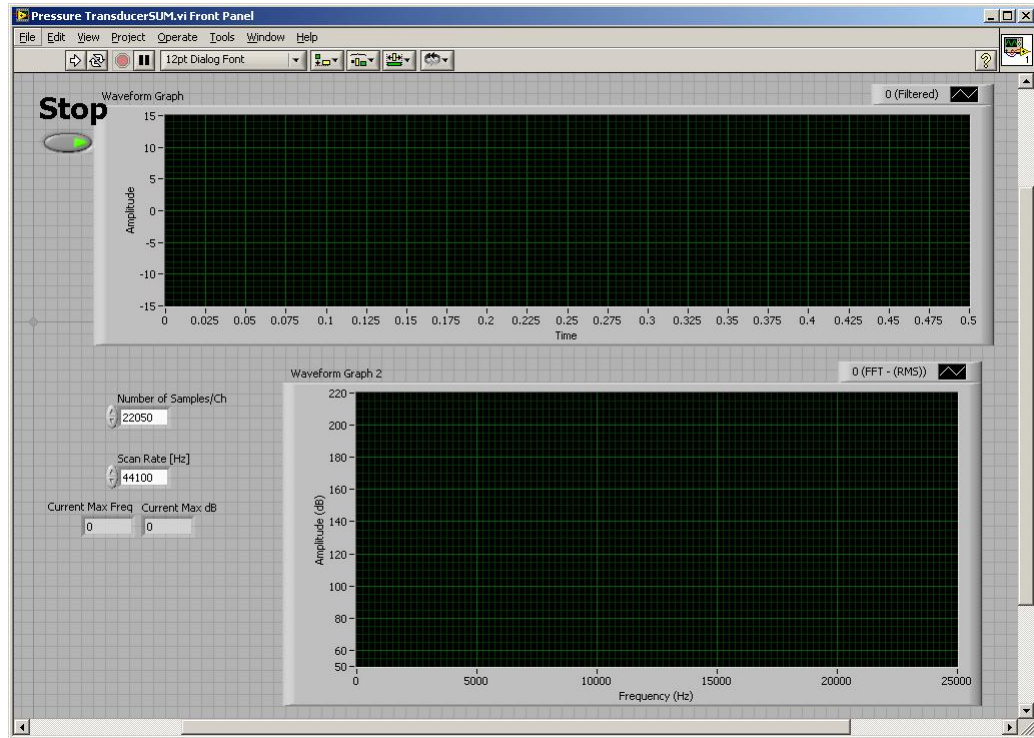 Pressure TransducerSUM.vi Front Panel
File Edit View Project Operate Tools Window Help
12pt Dialog Font
1
Stop
Waveform Graph
0 (Filtered)
15
10
5
0
-5
-10
-15
Amplitude
0 0.025 0.05 0.075 0.1 0.125 0.15 0.175 0.2 0.225 0.25 0.275 0.3 0.325 0.35 0.375 0.4 0.425 0.45 0.475 0.5
Time
Number of Samples/Ch
22050
Scan Rate [Hz]
44100
Current Max Freq Current Max dB
0 0
Waveform Graph 2
0 (FFT - (RMS))
220
200
180
160
140
120
100
80
60
50
Amplitude (dB)
0 5000 10000 15000 20000 25000
Frequency (Hz)